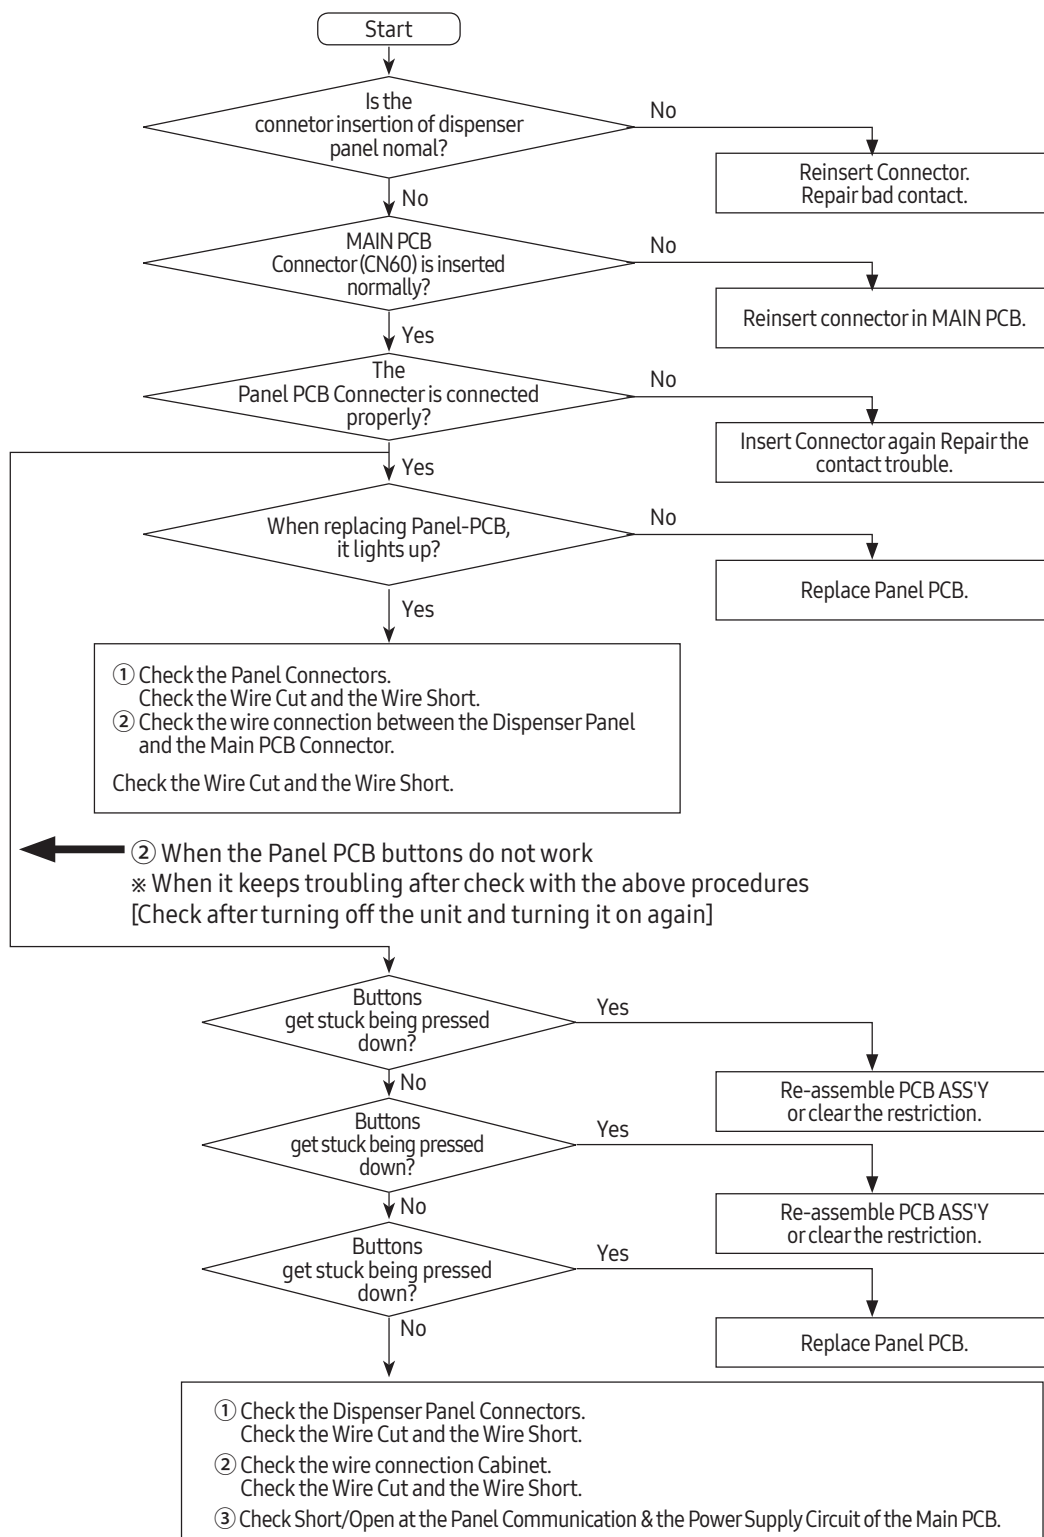 Start
Is the
connetor insertion of dispenser
panel nomal?
No
Reinsert Connector.
Repair bad contact.
No
MAIN PCB
Connector (CN60) is inserted
normally?
No
Reinsert connector in MAIN PCB.
Yes
The
Panel PCB Connecter is connected
properly?
No
Insert Connector again Repair the
contact trouble.
Yes
When replacing Panel-PCB,
it lights up?
No
Replace Panel PCB.
Yes
① Check the Panel Connectors.
Check the Wire Cut and the Wire Short.
② Check the wire connection between the Dispenser Panel
and the Main PCB Connector.
Check the Wire Cut and the Wire Short.
② When the Panel PCB buttons do not work
※ When it keeps troubling after check with the above procedures
[Check after turning off the unit and turning it on again]
Buttons
get stuck being pressed
down?
Yes
Re-assemble PCB ASS'Y
or clear the restriction.
No
Buttons
get stuck being pressed
down?
Yes
Re-assemble PCB ASS'Y
or clear the restriction.
No
Buttons
get stuck being pressed
down?
Yes
Replace Panel PCB.
No
① Check the Dispenser Panel Connectors.
Check the Wire Cut and the Wire Short.
② Check the wire connection Cabinet.
Check the Wire Cut and the Wire Short.
③ Check Short/Open at the Panel Communication & the Power Supply Circuit of the Main PCB.